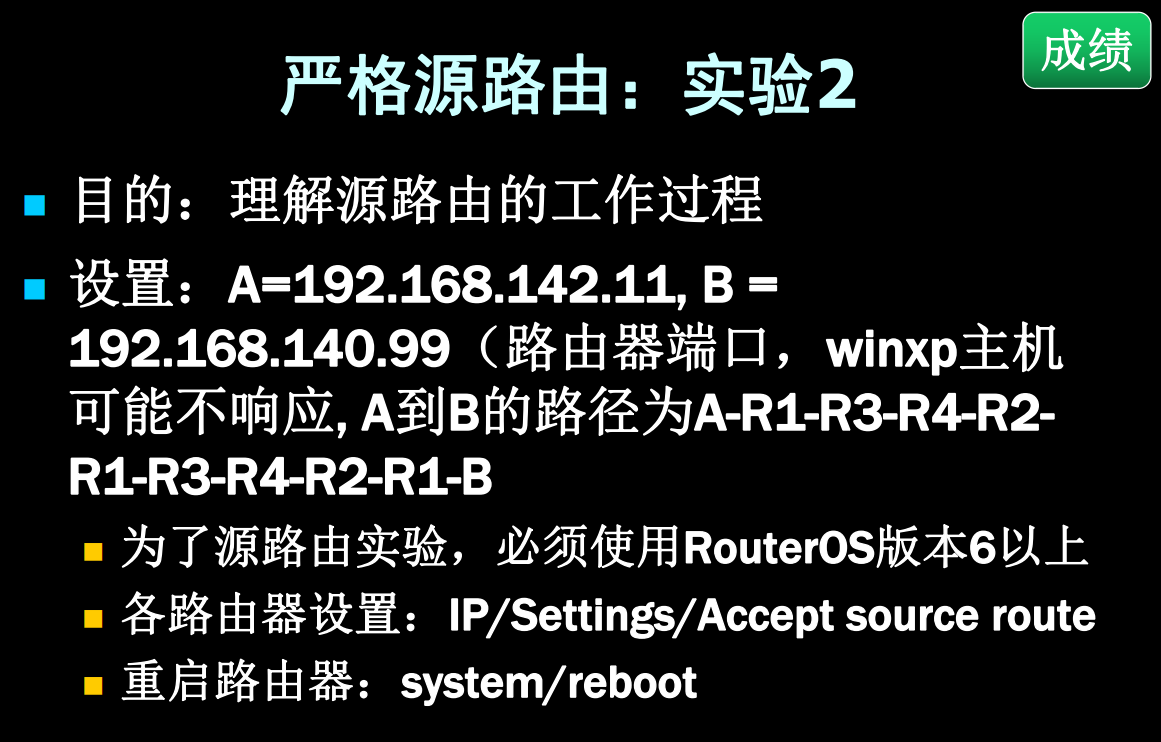 成绩
严格源路由：实验2
目的：理解源路由的工作过程
设置：A=192.168.142.11, B =
192.168.140.99（路由器端口，winxp主机
可能不响应, A到B的路径为A-R1-R3-R4-R2-
R1-R3-R4-R2-R1-B
为了源路由实验，必须使用RouterOS版本6以上
各路由器设置：IP/Settings/Accept source route
重启路由器：system/reboot